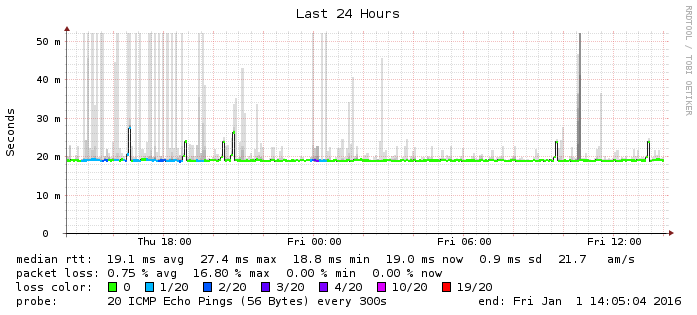 Last 24 Hours
RRDTOOL / TOBI OETIKER
Seconds
50 m
40 m
30 m
20 m
10 m
0
Thu 18:00 Fri 00:00 Fri 06:00 Fri 12:00
median rtt: 19.1 ms avg 27.4 ms max 18.8 ms min 19.0 ms now 0.9 ms sd 21.7 am/s
packet loss: 0.75 % avg 16.80 % max 0.00 % min 0.00 % now
loss color: 0 1/20 2/20 3/20 4/20 10/20 19/20
probe: 20 ICMP Echo Pings (56 Bytes) every 300s end: Fri Jan 1 14:05:04 2016